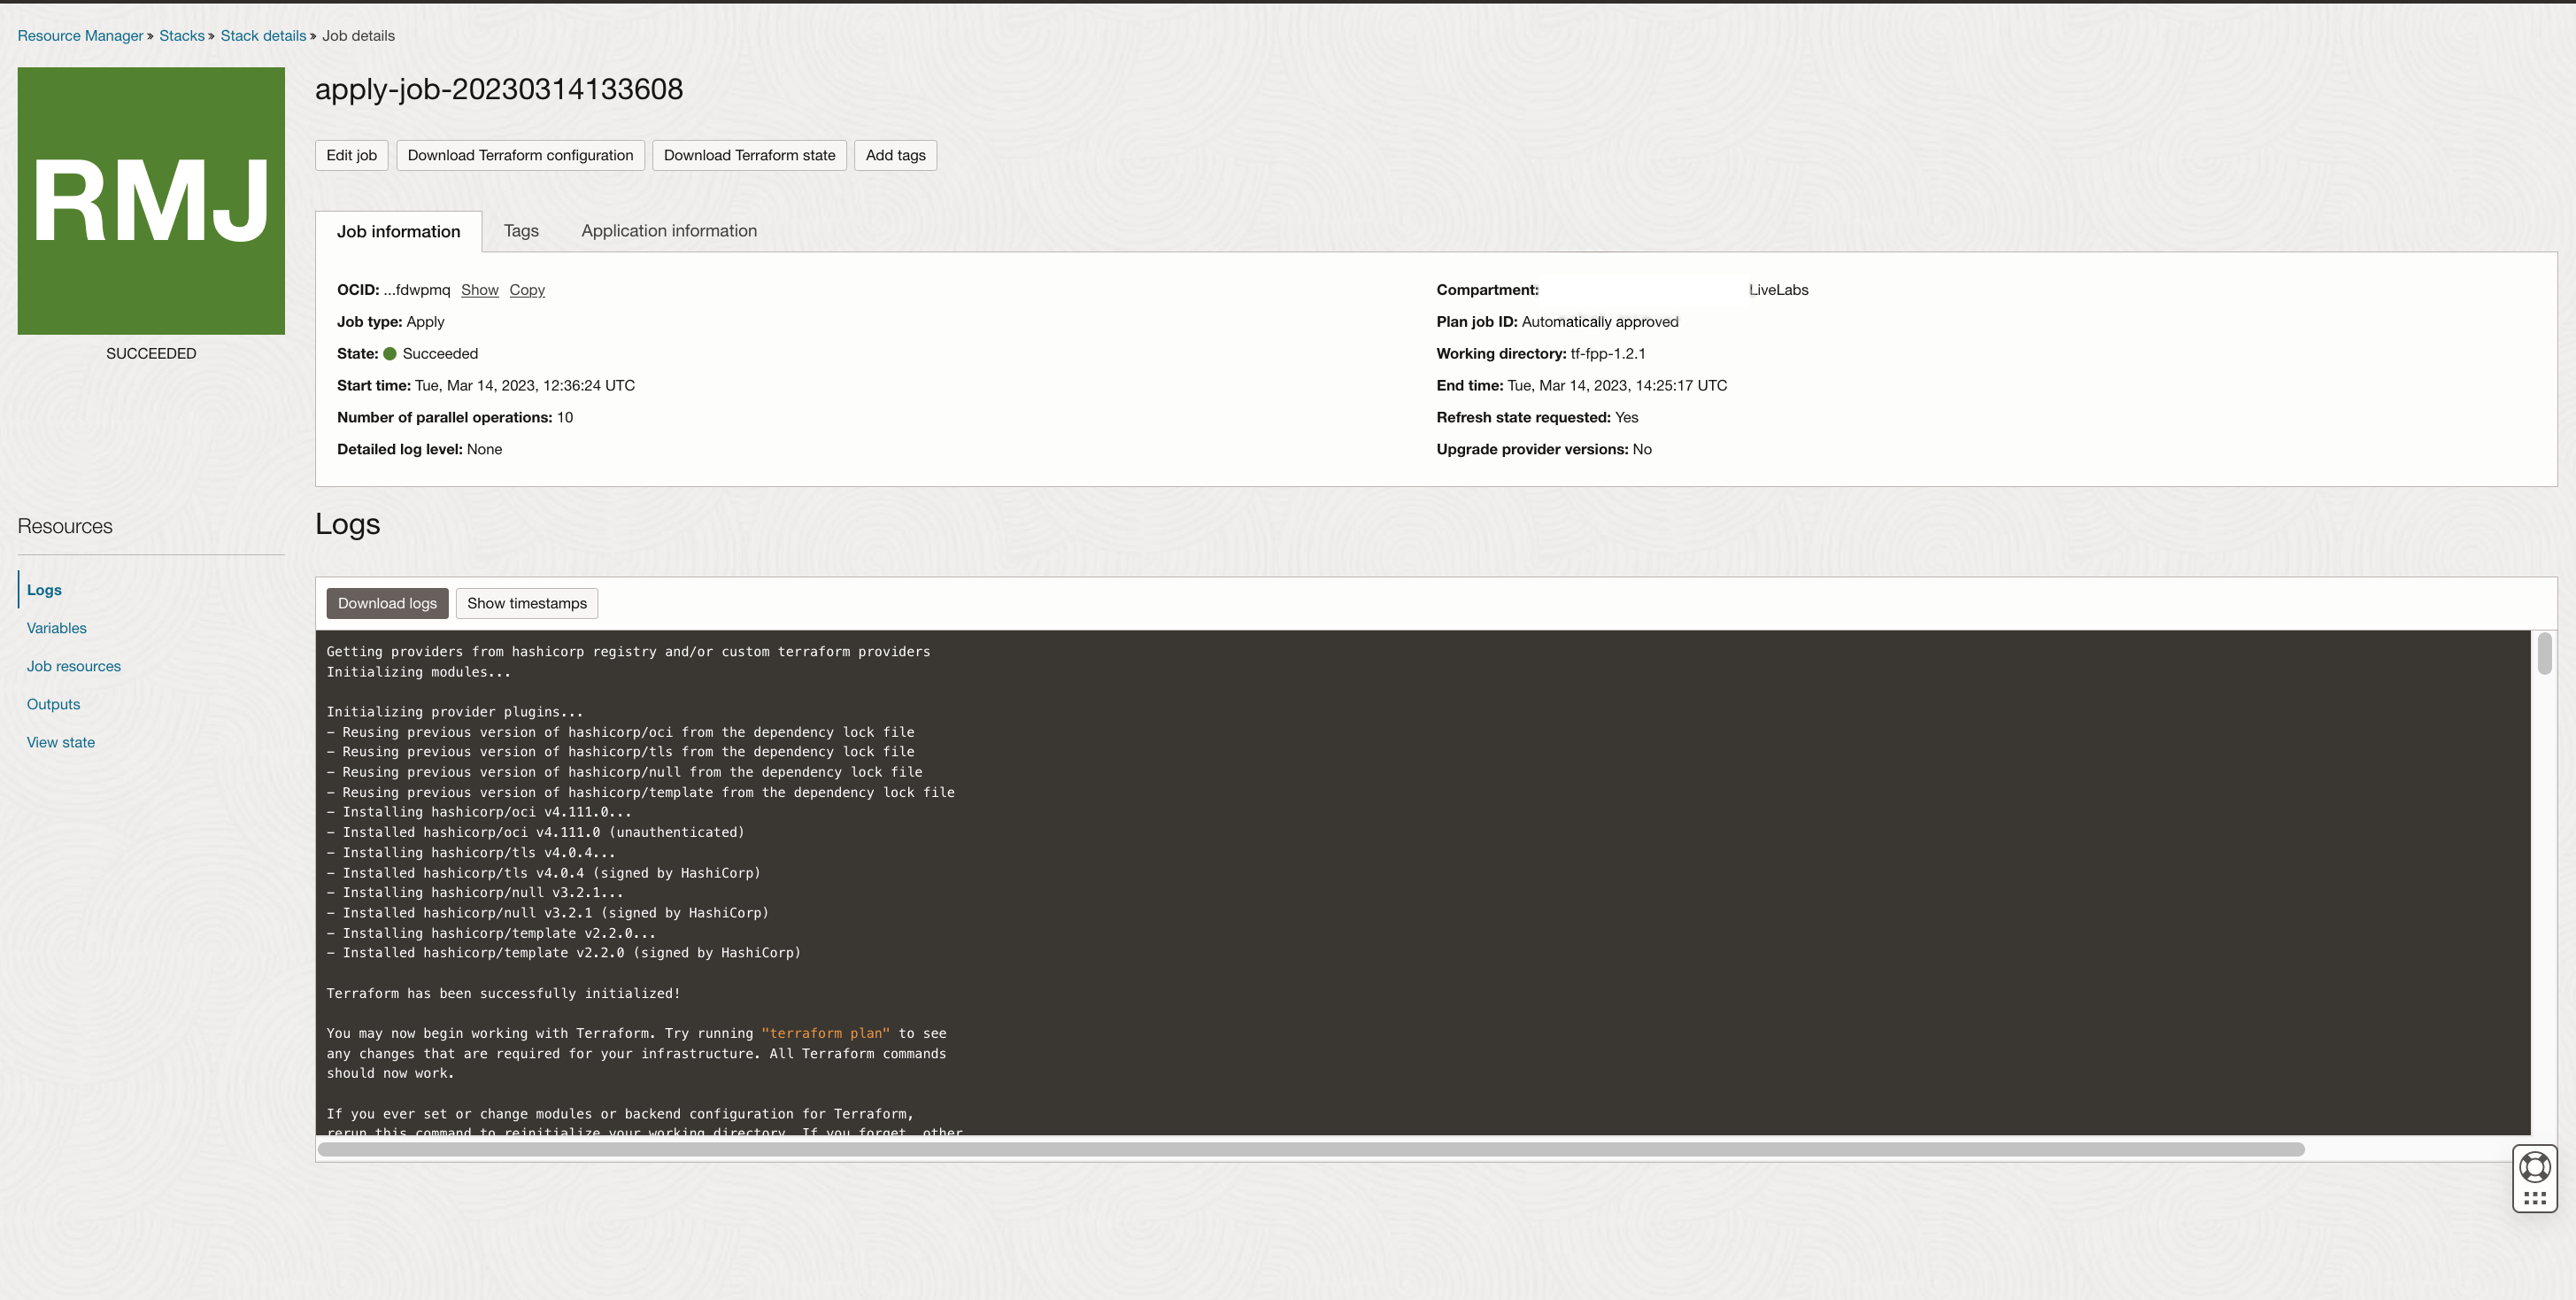 Resource Manager » Stacks » Stack details » Job details
RMJ
SUCCEEDED
apply-job-20230314133608
Edit job Download Terraform configuration Download Terraform state Add tags
Job information Tags Application information
OCID: ...fdwpmq Show Copy
Job type: Apply
State: Succeeded
Start time: Tue, Mar 14, 2023, 12:36:24 UTC
Number of parallel operations: 10
Detailed log level: None
Compartment: LiveLabs
Plan job ID: Automatically approved
Working directory: tf-fpp-1.2.1
End time: Tue, Mar 14, 2023, 14:25:17 UTC
Refresh state requested: Yes
Upgrade provider versions: No
Resources
Logs
Variables
Job resources
Outputs
View state
Logs
Download logs Show timestamps
Getting providers from hashicorp registry and/or custom terraform providers
Initializing modules...
Initializing provider plugins...
- Reusing previous version of hashicorp/oci from the dependency lock file
- Reusing previous version of hashicorp/tls from the dependency lock file
- Reusing previous version of hashicorp/null from the dependency lock file
- Reusing previous version of hashicorp/template from the dependency lock file
- Installing hashicorp/oci v4.111.0...
- Installed hashicorp/oci v4.111.0 (unauthenticated)
- Installing hashicorp/tls v4.0.4...
- Installed hashicorp/tls v4.0.4 (signed by HashiCorp)
- Installing hashicorp/null v3.2.1...
- Installed hashicorp/null v3.2.1 (signed by HashiCorp)
- Installing hashicorp/template v2.2.0...
- Installed hashicorp/template v2.2.0 (signed by HashiCorp)
Terraform has been successfully initialized!
You may now begin working with Terraform. Try running "terraform plan" to see
any changes that are required for your infrastructure. All Terraform commands
should now work.
If you ever set or change modules or backend configuration for Terraform,
rerun this command to reinitialize your working directory. If you forget, other